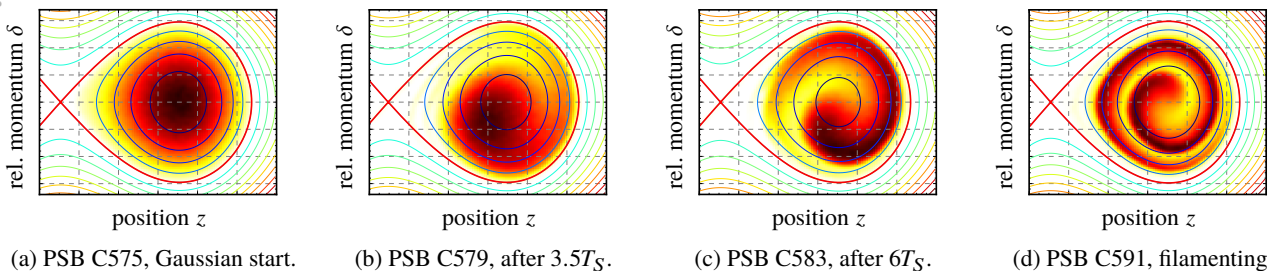 rel. momentum δ
position z
(a) PSB C575, Gaussian start.
rel. momentum δ
position z
(b) PSB C579, after 3.5T_S.
rel. momentum δ
position z
(c) PSB C583, after 6T_S.
rel. momentum δ
position z
(d) PSB C591, filamenting